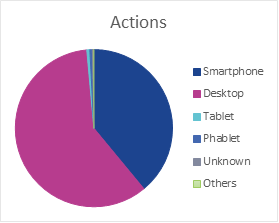 Actions
Smartphone
Desktop
Tablet
Phablet
Unknown
Others